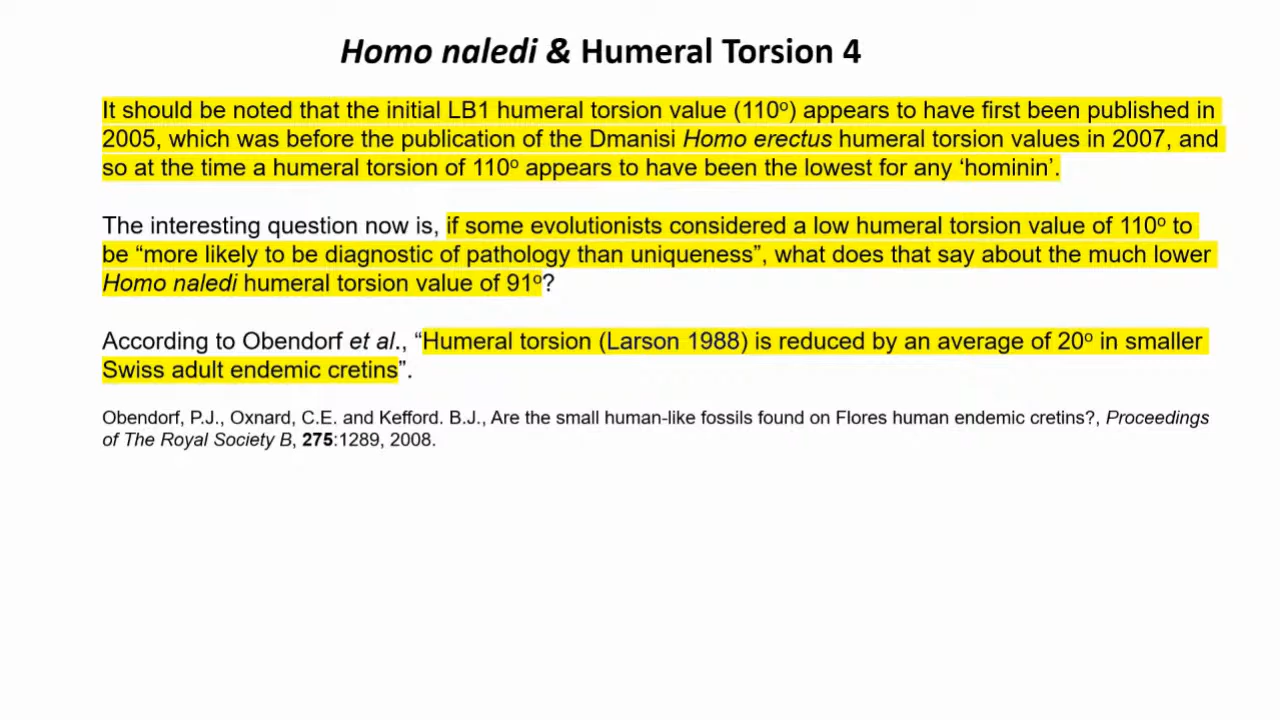 Homo naledi & Humeral Torsion 4
It should be noted that the initial LB1 humeral torsion value (110º) appears to have first been published in
2005, which was before the publication of the Dmanisi Homo erectus humeral torsion values in 2007, and
so at the time a humeral torsion of 110º appears to have been the lowest for any ‘hominin’.
The interesting question now is, if some evolutionists considered a low humeral torsion value of 110º to
be “more likely to be diagnostic of pathology than uniqueness”, what does that say about the much lower
Homo naledi humeral torsion value of 91º?
According to Obendorf et al., “Humeral torsion (Larson 1988) is reduced by an average of 20º in smaller
Swiss adult endemic cretins”.
Obendorf, P.J., Oxnard, C.E. and Kefford. B.J., Are the small human-like fossils found on Flores human endemic cretins?, Proceedings
of The Royal Society B, 275:1289, 2008.